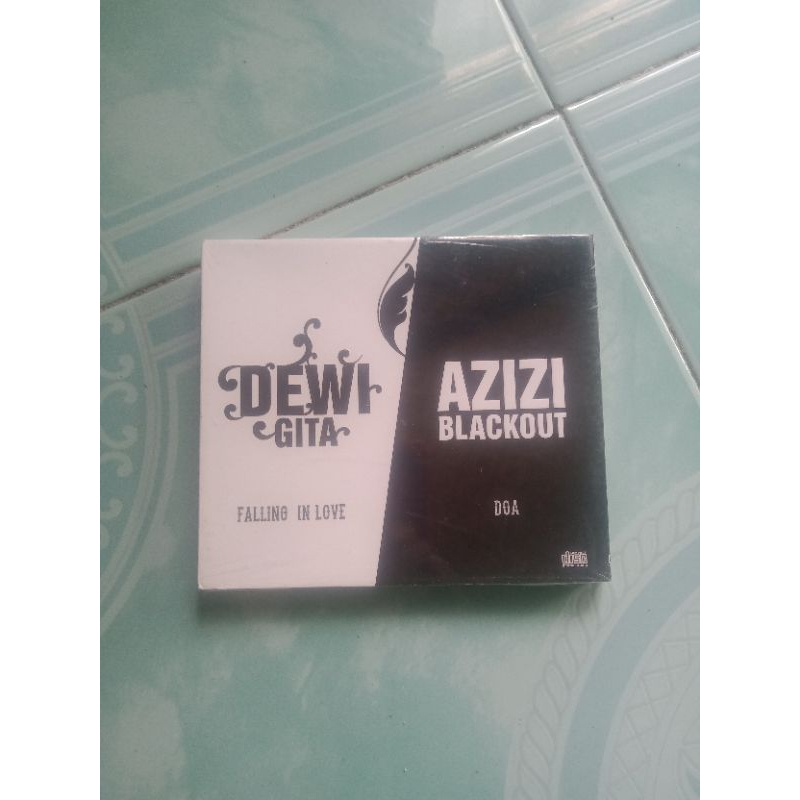 DEWI
GITA
FALLING IN LOVE
AZIZI
BLACKOUT
DOA